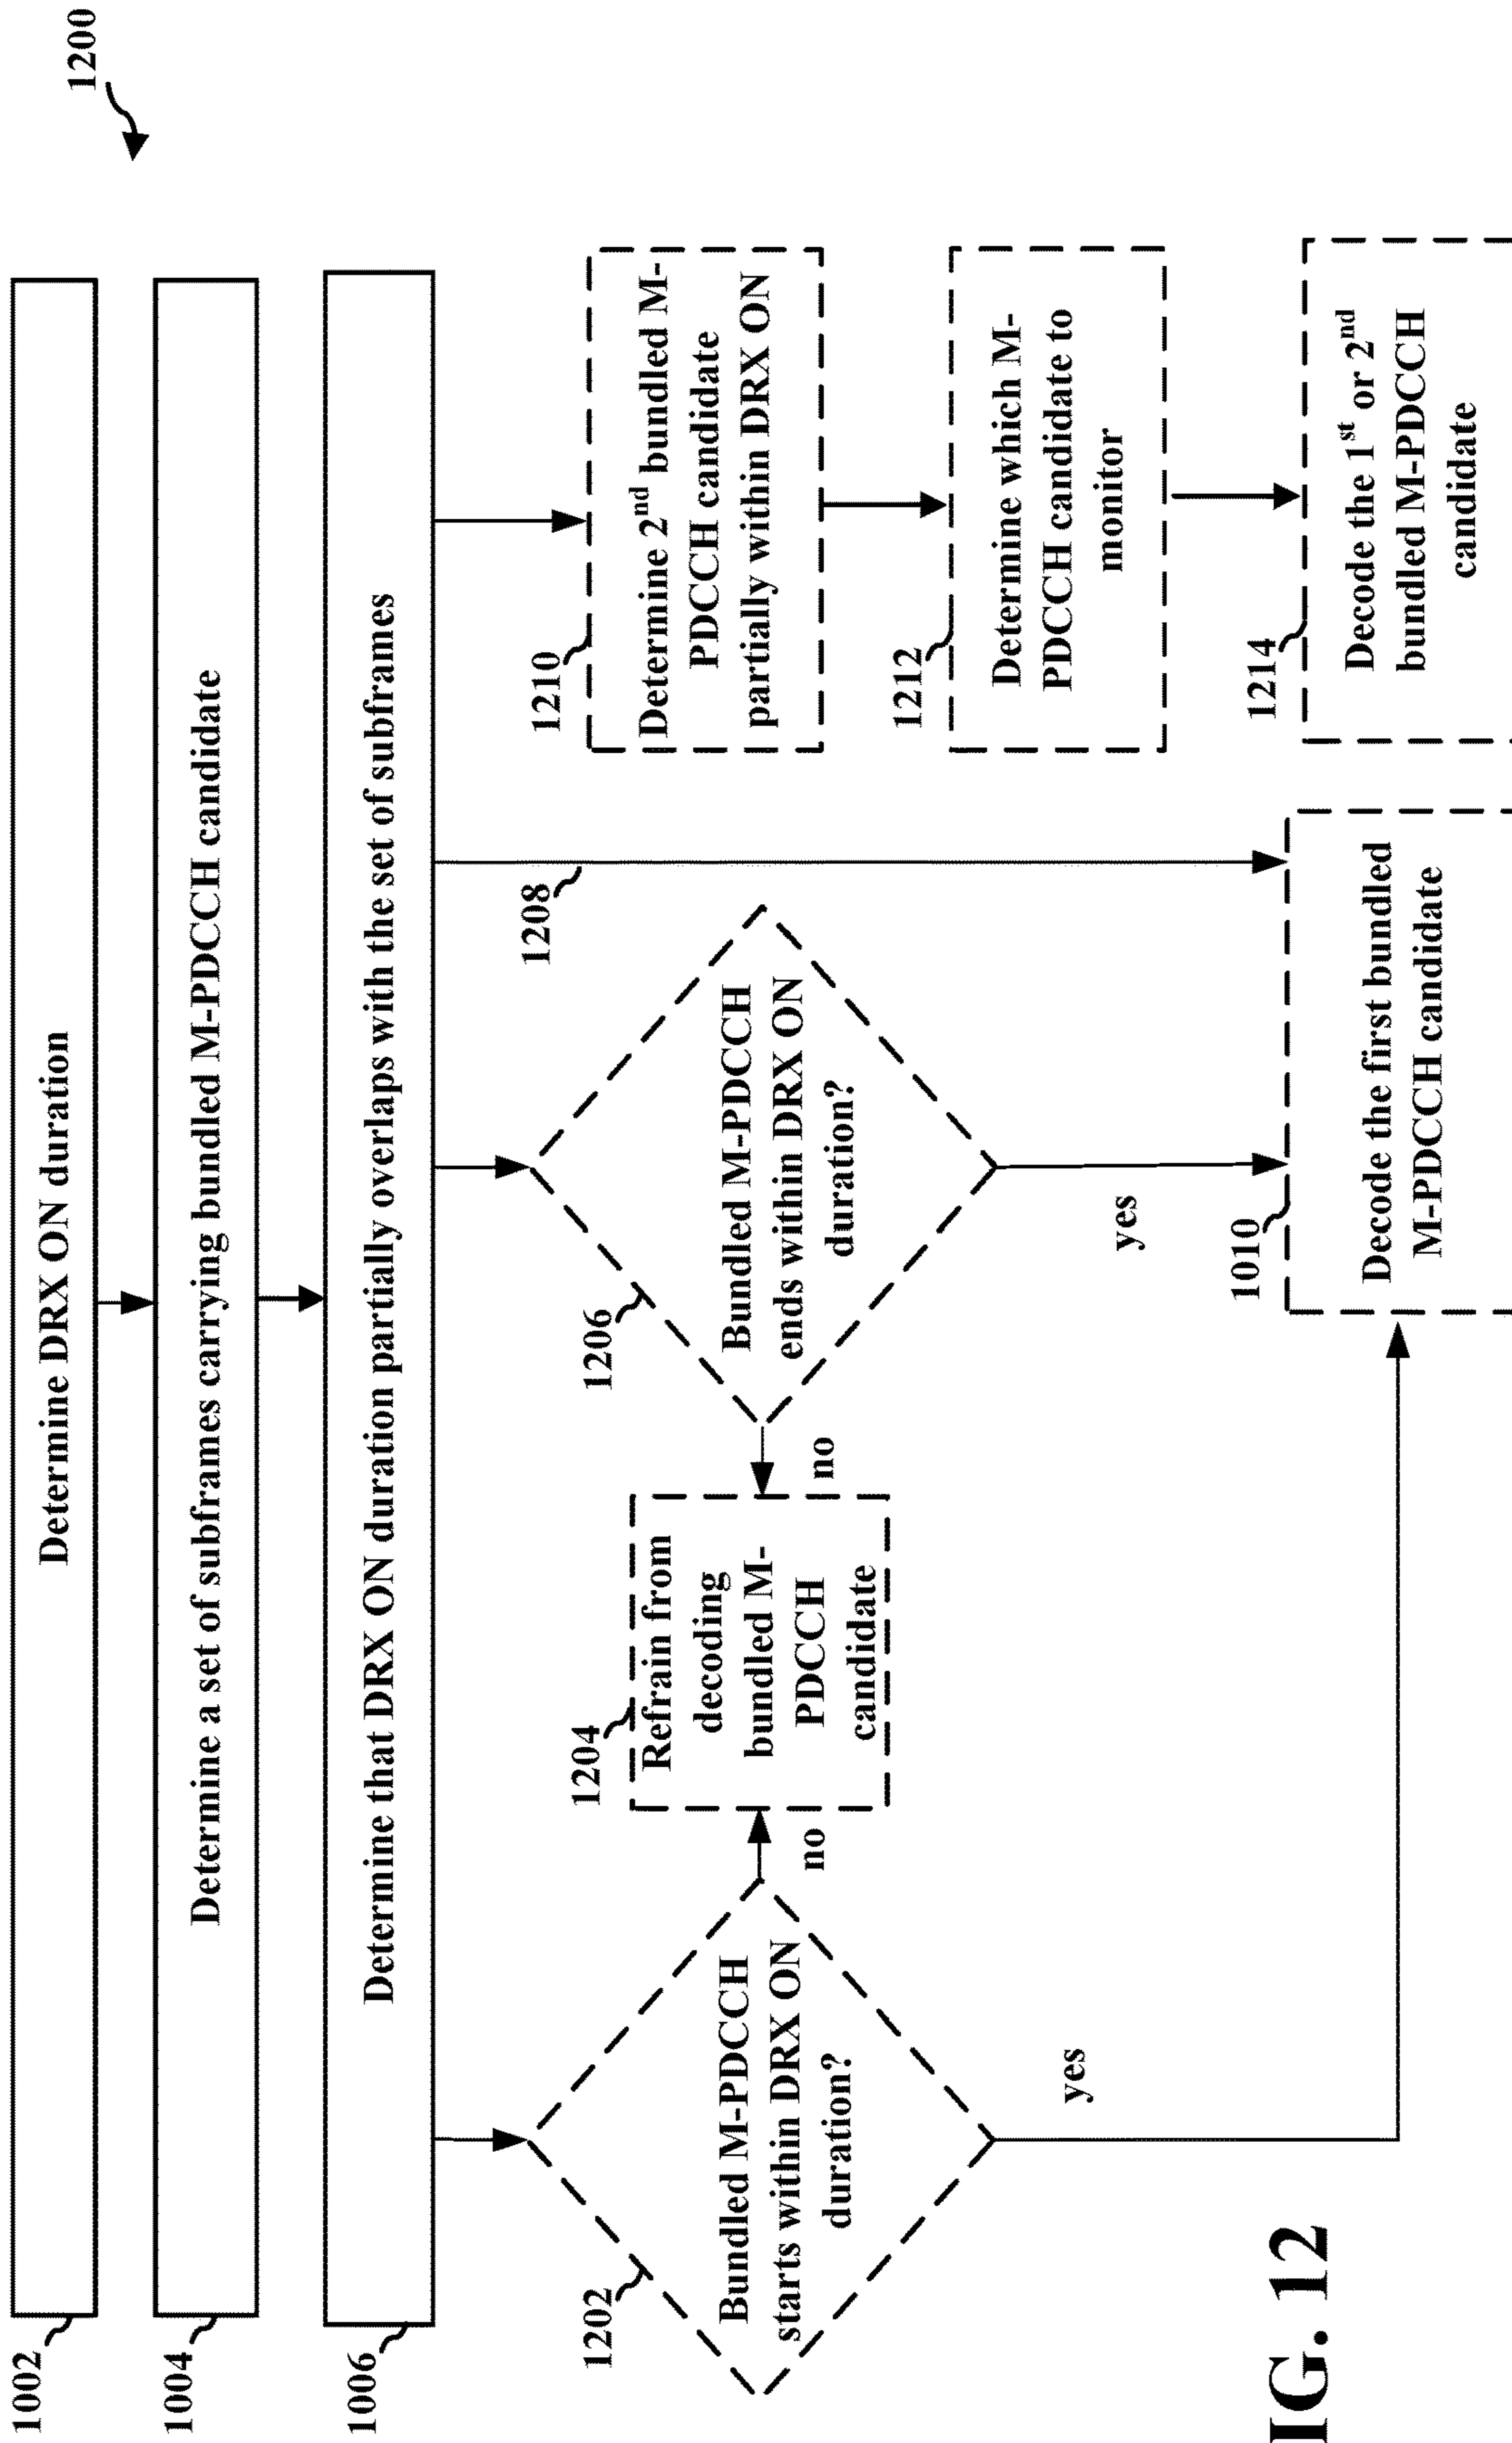 1200
1002
Determine DRX ON duration
1004
Determine a set of subframes carrying bundled M-PDCCH candidate
1006
Determine that DRX ON duration partially overlaps with the set of subframes
1202
Bundled M-PDCCH
starts within DRX ON
duration?
no
yes
1204
Refrain from
decoding
bundled M-
PDCCH
candidate
1206
Bundled M-PDCCH
ends within DRX ON
duration?
no
yes
1208
1210
Determine 2nd bundled M-
PDCCH candidate
partially within DRX ON
1212
Determine which M-
PDCCH candidate to
monitor
1010
Decode the first bundled
M-PDCCH candidate
1214
Decode the 1st or 2nd
bundled M-PDCCH
candidate
IG. 12